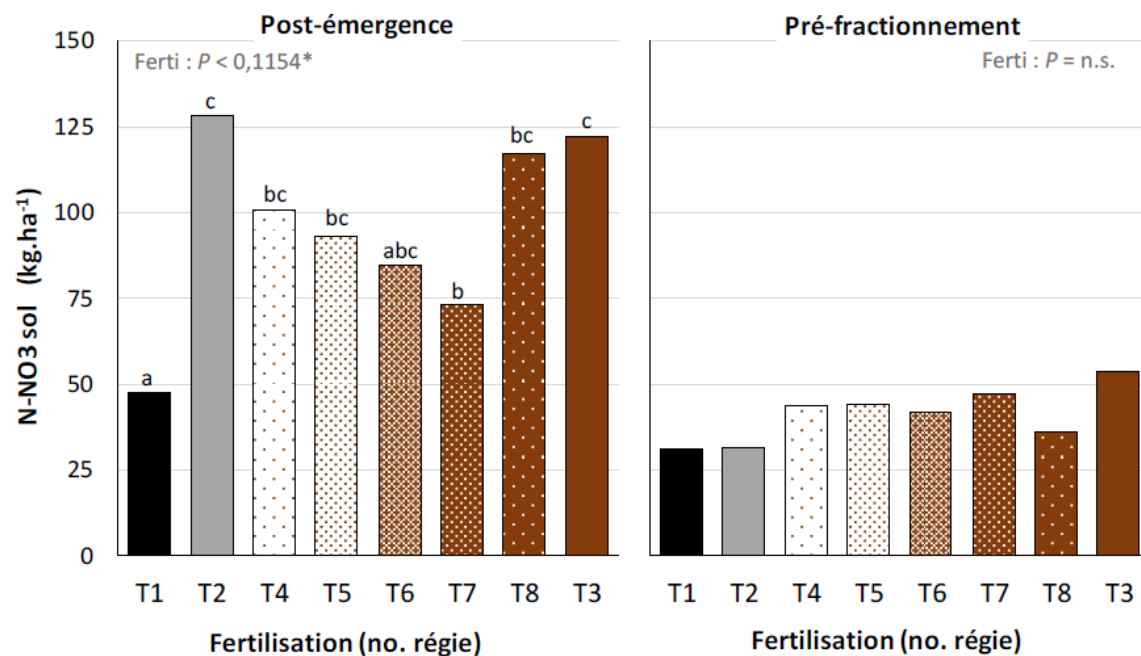 Post-émergence
Pré-fractionnement
Ferti : P < 0,1154*
Ferti : P = n.s.
N-NO3 sol (kg.ha⁻¹)
150
125
100
75
50
25
0
a
c
bc
bc
abc
b
bc
c
T1 T2 T4 T5 T6 T7 T8 T3
T1 T2 T4 T5 T6 T7 T8 T3
Fertilisation (no. régie)
Fertilisation (no. régie)